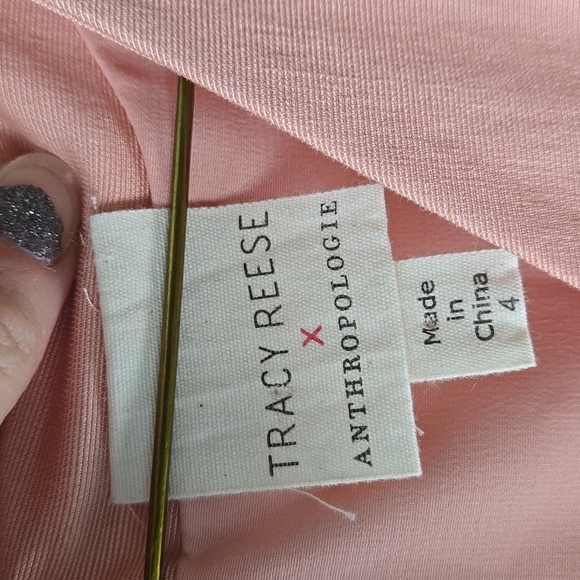 TRACY REESE
x
ANTHROPOLOGIE
Made
in
China
4